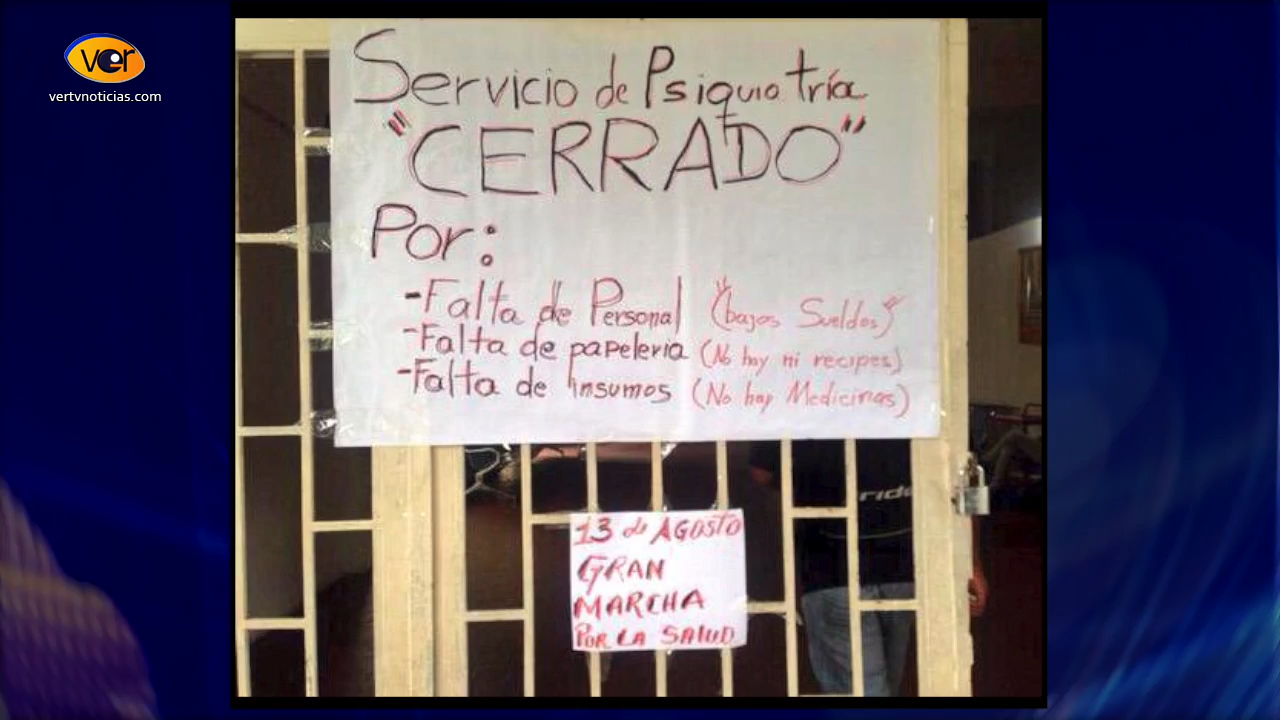 ver
vertvnoticias.com
Servicio de Psiquiatría
"CERRADO"
Por:
-Falta de Personal (bajos Sueldos)
-Falta de papeleria (No hay ni recipes)
-Falta de insumos (No hay Medicinas)
13 de AGOSTO
GRAN
MARCHA
POR LA SALUD